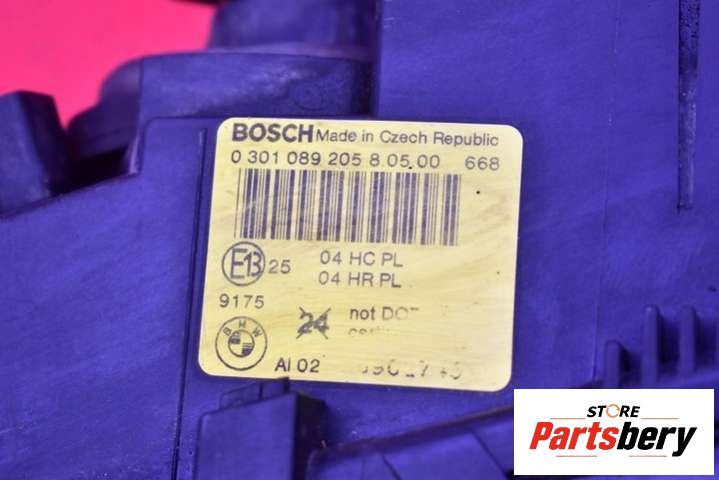 BOSCH Made in Czech Republic
0 301 089 205 8.05.00 668
E13 25 04 HC PL
04 HR PL
9175
24 not
BMW
AI 02
STORE
Partsbery